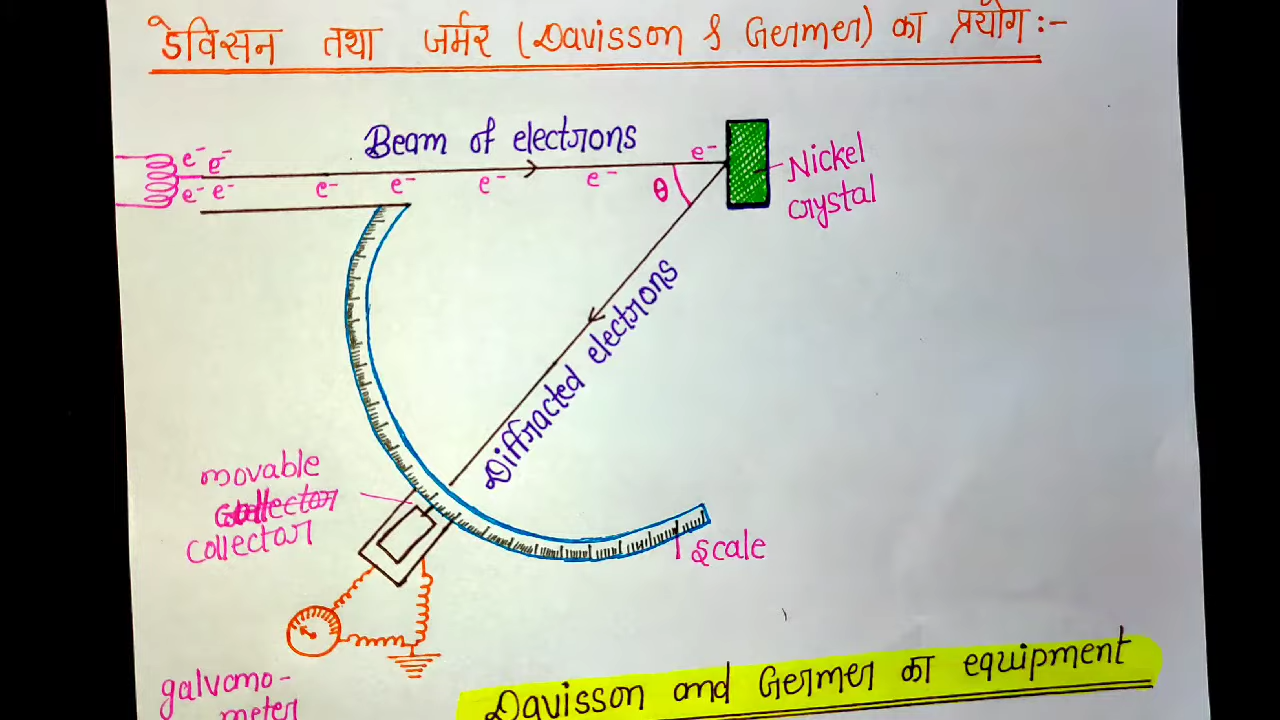 डेविसन तथा जर्मर (Davisson & Germer) का प्रयोग :-
Beam of electrons
e⁻ e⁻
e⁻ e⁻ e⁻ e⁻ e⁻ e⁻ e⁻
θ
Nickel
crystal
Diffracted electrons
movable
collector
scale
galvano-
meter
Davisson and Germer का equipment